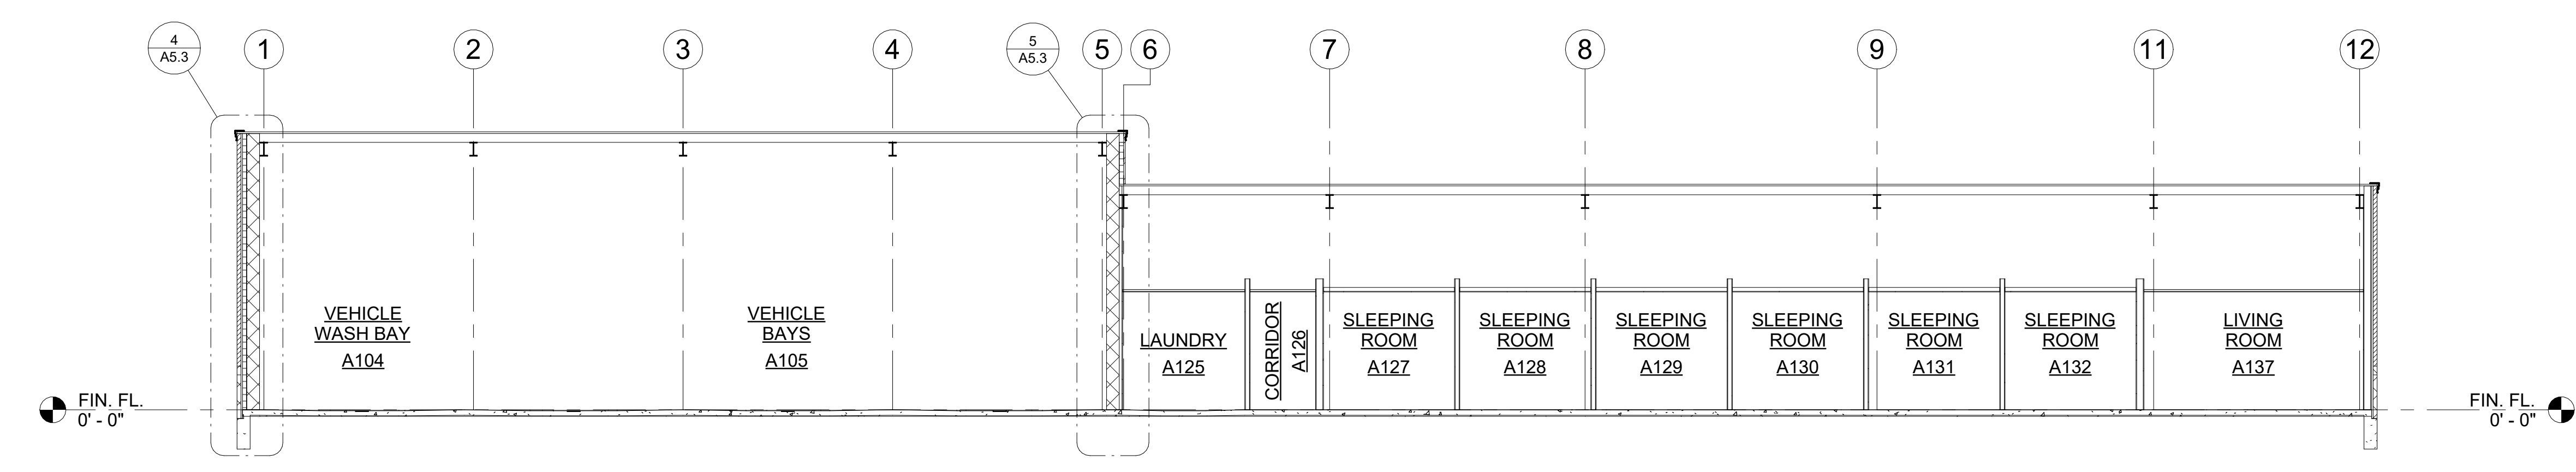 4
A5.3
1
2
3
4
5
A5.3
5
6
7
8
9
11
12
VEHICLE
WASH BAY
A104
VEHICLE
BAYS
A105
LAUNDRY
A125
CORRIDOR
A126
SLEEPING
ROOM
A127
SLEEPING
ROOM
A128
SLEEPING
ROOM
A129
SLEEPING
ROOM
A130
SLEEPING
ROOM
A131
SLEEPING
ROOM
A132
LIVING
ROOM
A137
FIN. FL.
0' - 0"
FIN. FL.
0' - 0"